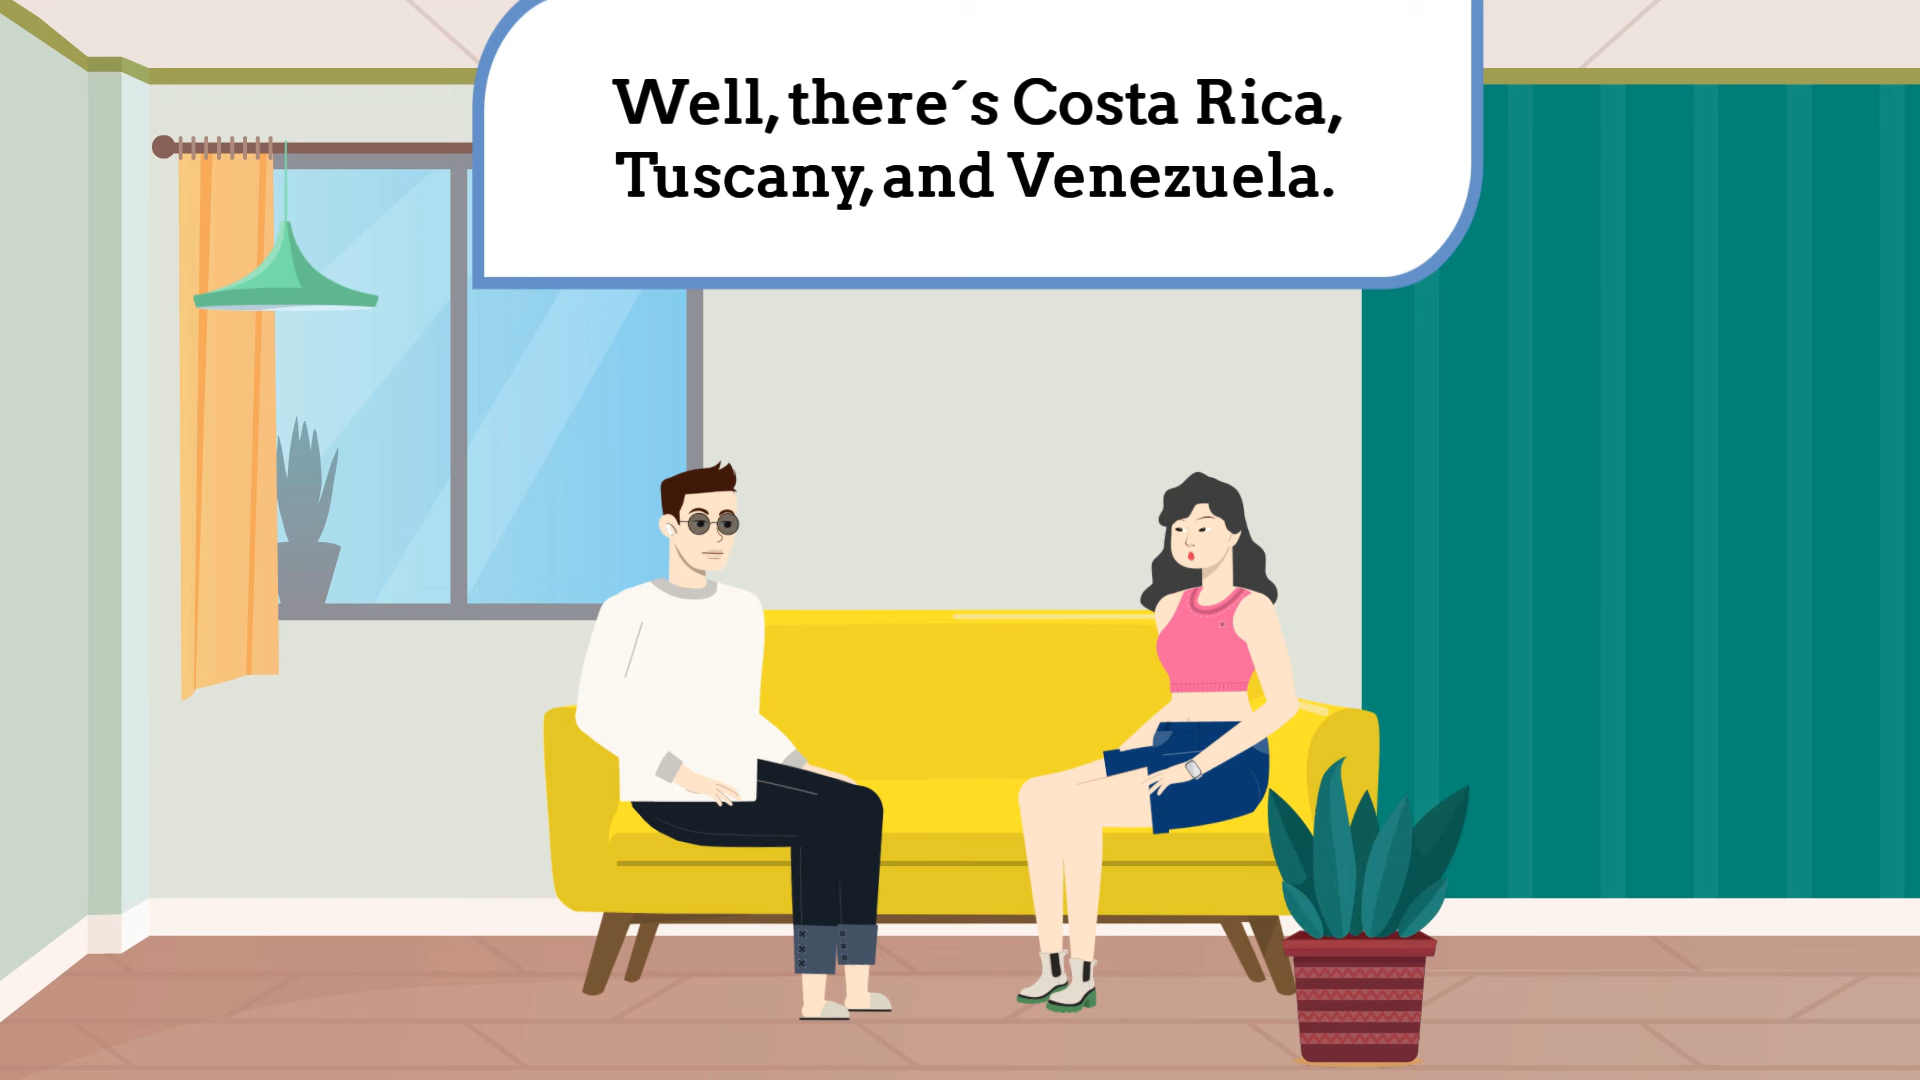 Well, there´s Costa Rica,
Tuscany, and Venezuela.